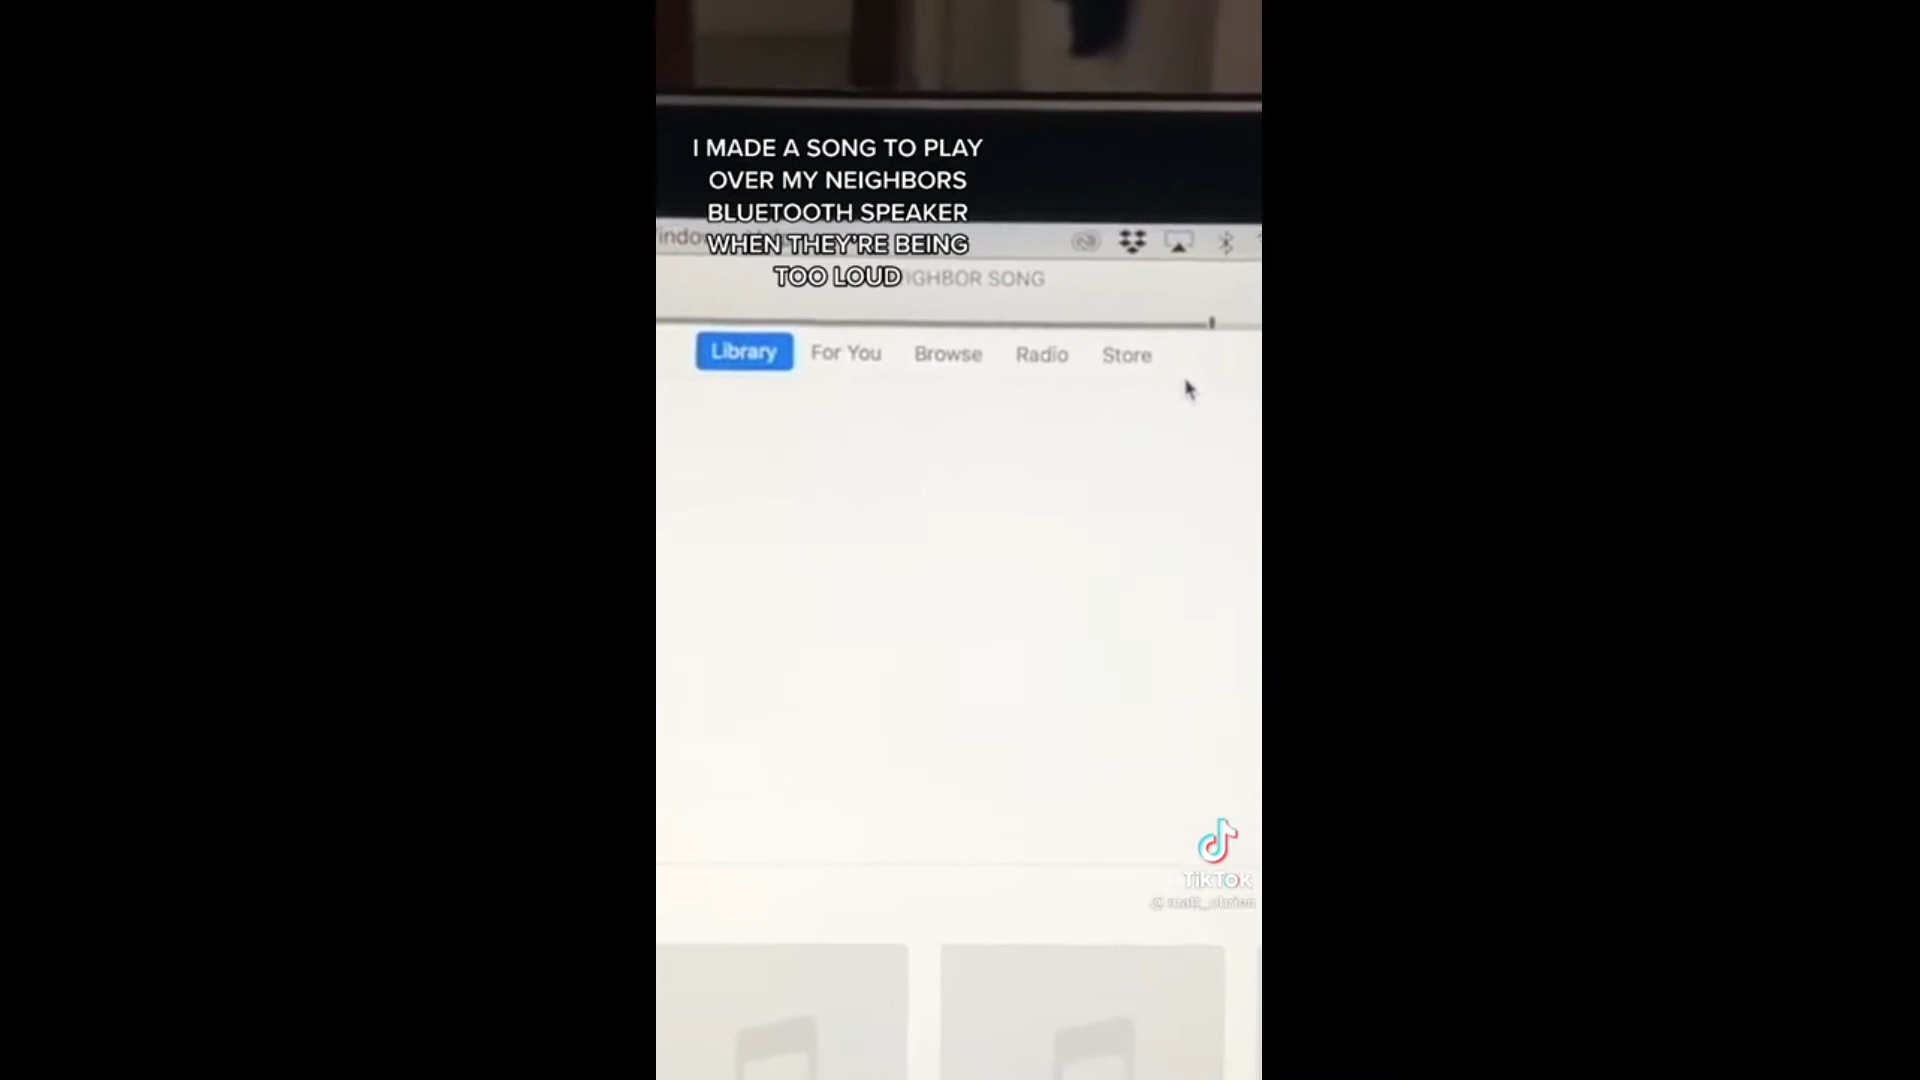 I MADE A SONG TO PLAY
OVER MY NEIGHBORS
BLUETOOTH SPEAKER
WHEN THEY'RE BEING
TOO LOUD
IGHBOR SONG
Library
For You
Browse
Radio
Store
TikTok